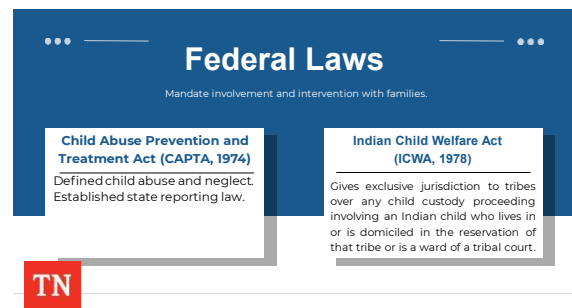 Federal Laws
Mandate involvement and intervention with families.
Child Abuse Prevention and
Treatment Act (CAPTA, 1974)
Defined child abuse and neglect.
Established state reporting law.
Indian Child Welfare Act
(ICWA, 1978)
Gives exclusive jurisdiction to tribes
over any child custody proceeding
involving an Indian child who lives in
or is domiciled in the reservation of
that tribe or is a ward of a tribal court.
TN